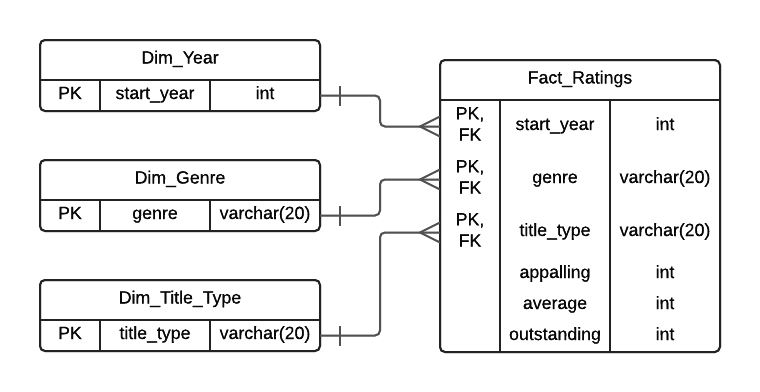 Dim_Year
PK start_year int
Dim_Genre
PK genre varchar(20)
Dim_Title_Type
PK title_type varchar(20)
Fact_Ratings
PK,
FK start_year int
PK,
FK genre varchar(20)
PK,
FK title_type varchar(20)
appalling int
average int
outstanding int